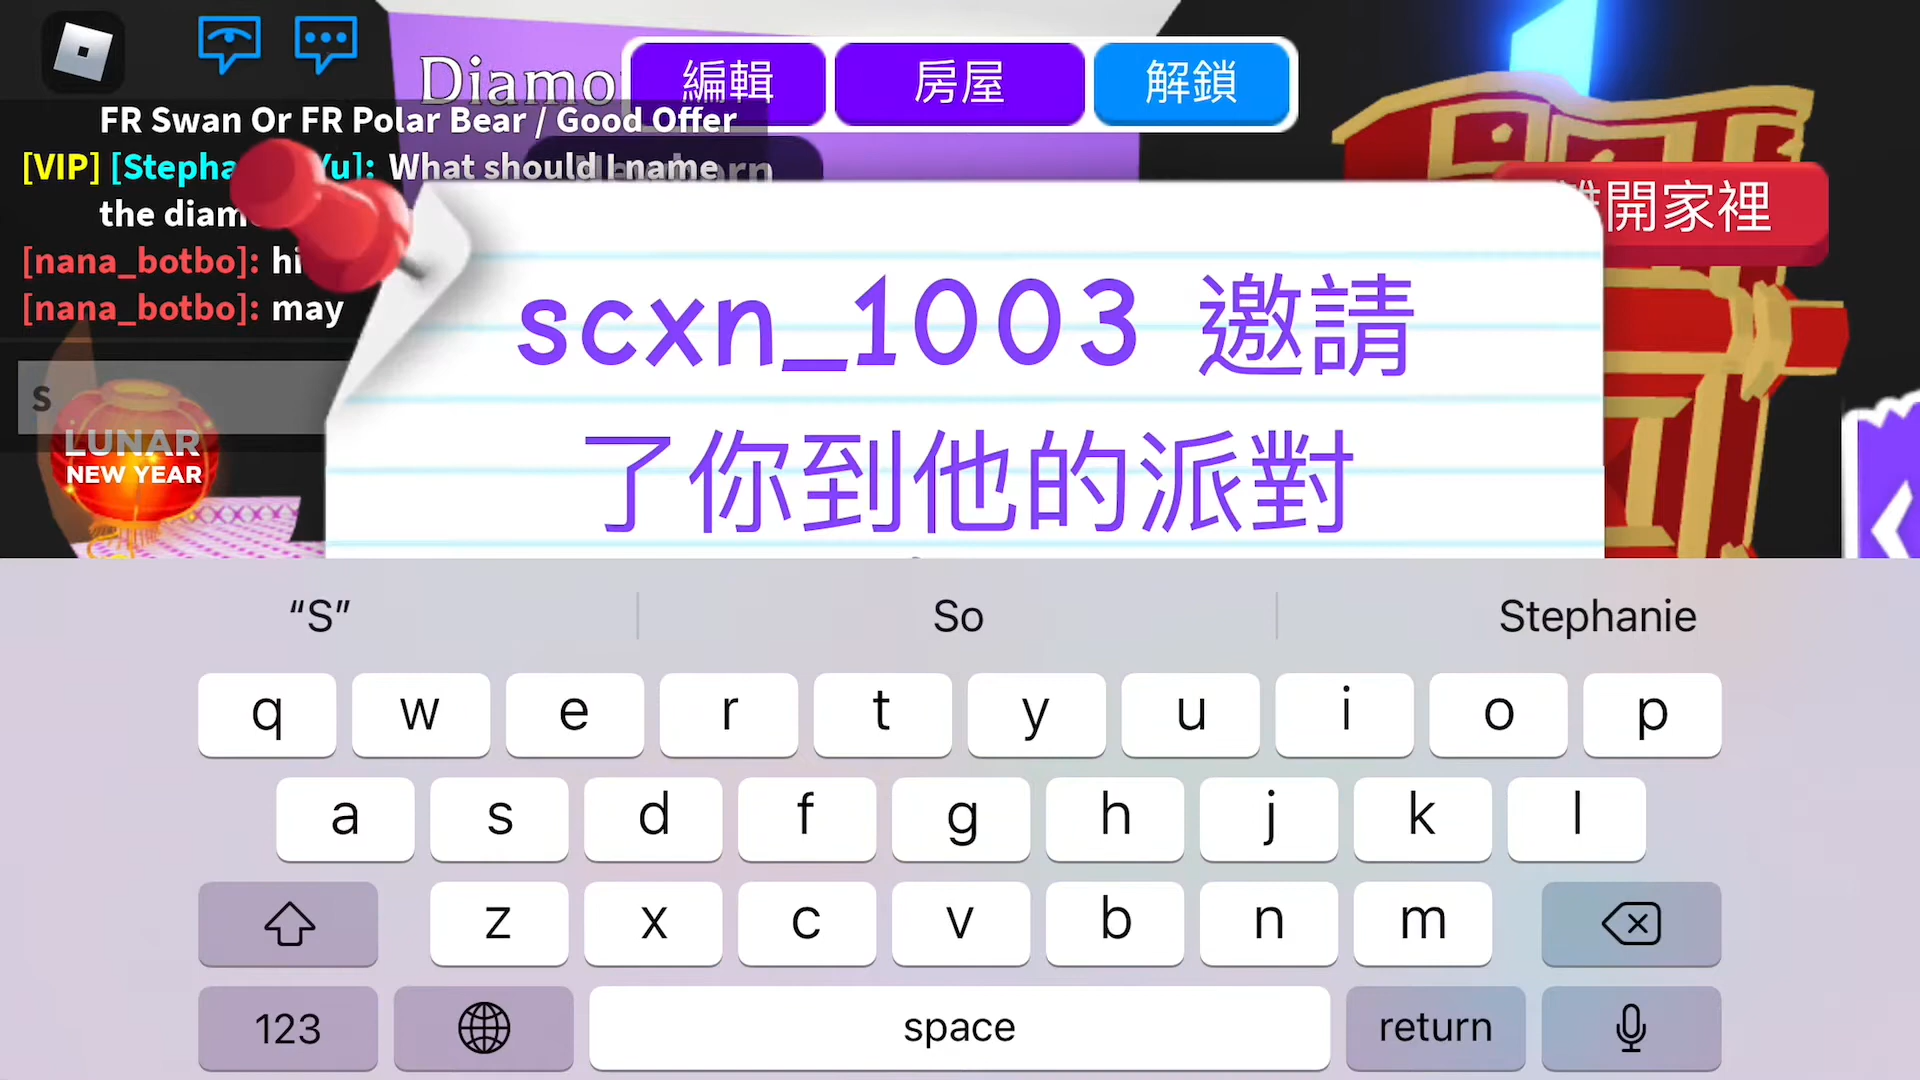 Diamo
編輯
房屋
解鎖
FR Swan Or FR Polar Bear / Good Offer
[VIP] [Stepha Yu]: What should I name
the diam
[nana_botbo]: hi
[nana_botbo]: may
開家裡
S
LUNAR
NEW YEAR
scxn_1003 邀請
了你到他的派對
“S” So Stephanie
q w e r t y u i o p
a s d f g h j k l
z x c v b n m
123 space return